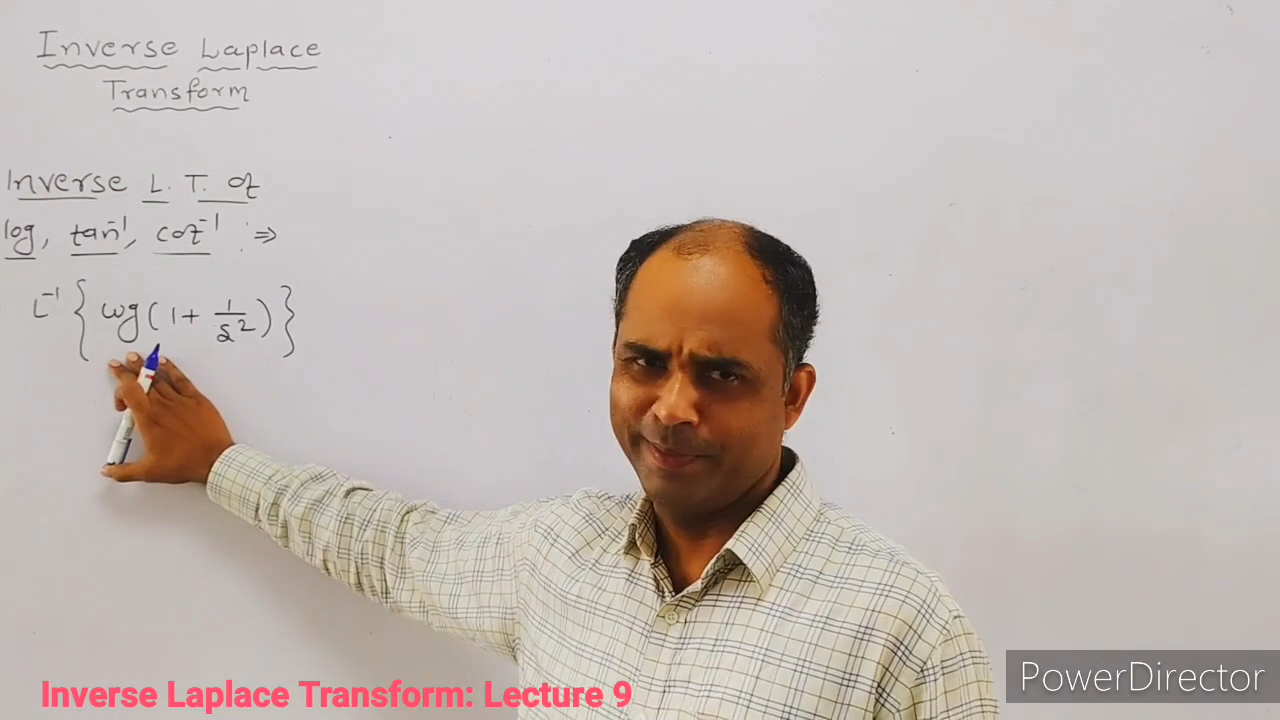 Inverse Laplace
Transform
Inverse L. T. of
log, tan⁻¹, cot⁻¹ :⇒
L⁻¹ { log ( 1 + 1/s² ) }
Inverse Laplace Transform: Lecture 9
PowerDirector